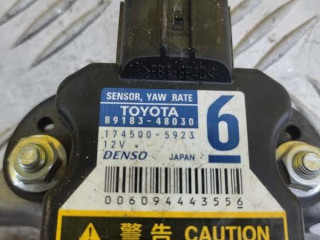 SENSOR, YAW RATE
TOYOTA
89183-48030
174500-5923
12V
DENSO JAPAN
6
006094443556
警告 CAUTION